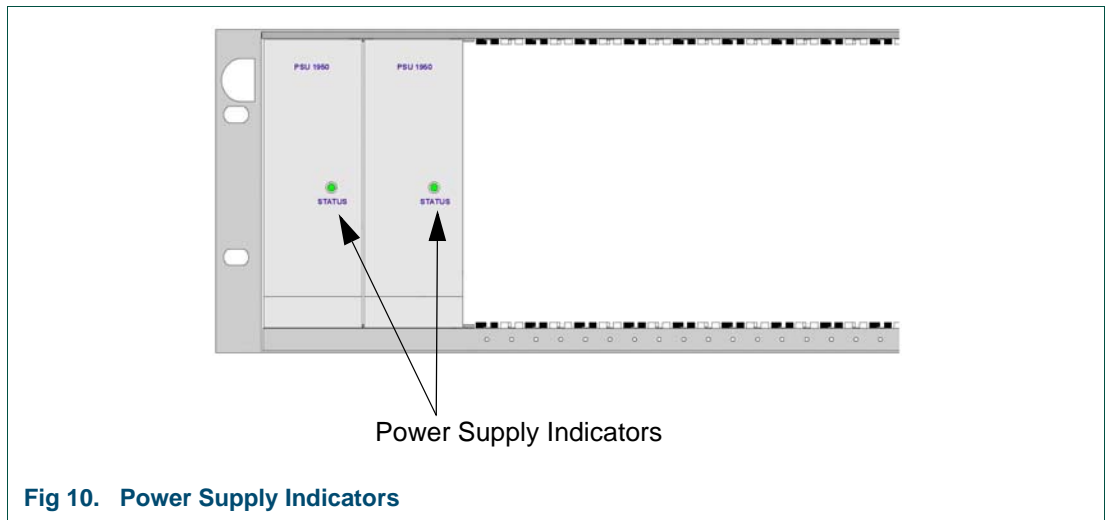 PSU 1950 PSU 1950
STATUS STATUS
Power Supply Indicators
Fig 10. Power Supply Indicators